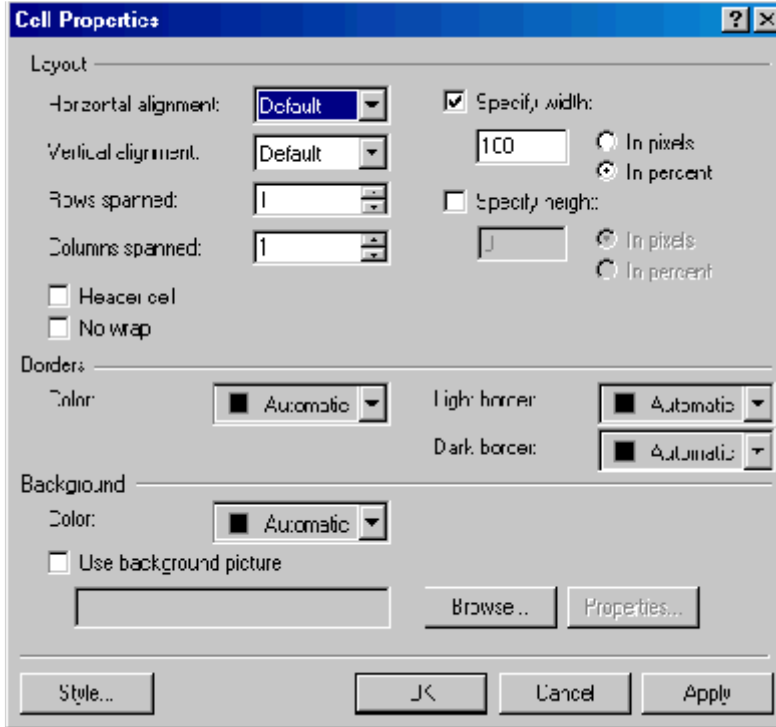 Cell Properties
Layout
Horizontal alignment: Default
Specify width:
Vertical alignment: Default
100
In pixels
In percent
Rows spanned: 1
Specify height:
Columns spanned: 1
In pixels
In percent
Header cell
No wrap
Borders
Color: Automatic
Light border: Automatic
Dark border: Automatic
Background
Color: Automatic
Use background picture
Browse...
Properties...
Style...
OK
Cancel
Apply